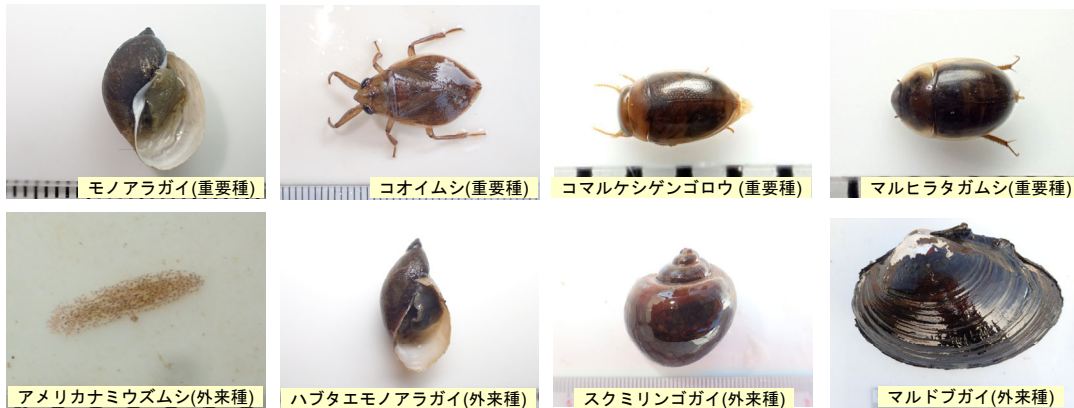 モノアラガイ(重要種)
コオイムシ(重要種)
コマルケシゲンゴロウ(重要種)
マルヒラタガムシ(重要種)
アメリカナミウズムシ(外来種)
ハブタエモノアラガイ(外来種)
スクミリンゴガイ(外来種)
マルドブガイ(外来種)